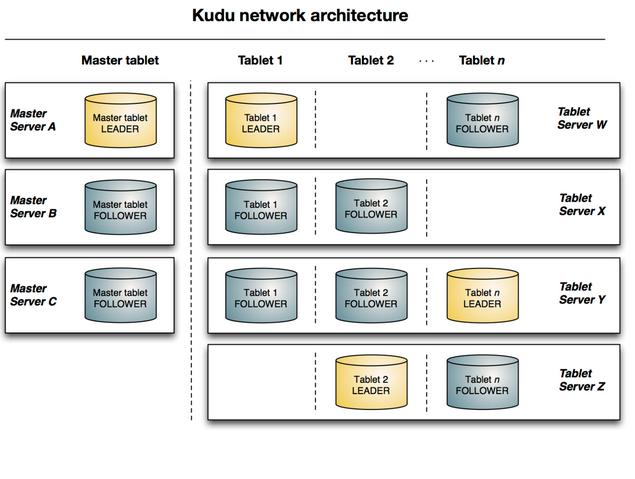 Kudu network architecture
Master tablet
Tablet 1
Tablet 2
. . .
Tablet n
Master
Server A
Master tablet
LEADER
Tablet 1
LEADER
Tablet n
FOLLOWER
Tablet
Server W
Master
Server B
Master tablet
FOLLOWER
Tablet 1
FOLLOWER
Tablet 2
FOLLOWER
Tablet
Server X
Master
Server C
Master tablet
FOLLOWER
Tablet 1
FOLLOWER
Tablet 2
FOLLOWER
Tablet n
LEADER
Tablet
Server Y
Tablet 2
LEADER
Tablet n
FOLLOWER
Tablet
Server Z